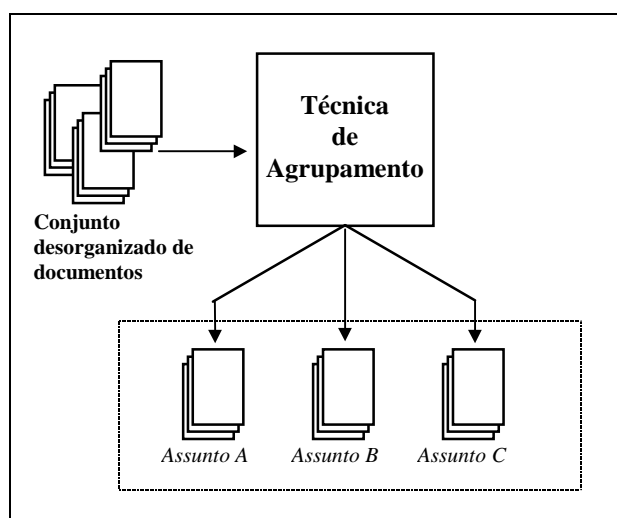 Técnica
de
Agrupamento
Conjunto
desorganizado de
documentos
Assunto A
Assunto B
Assunto C